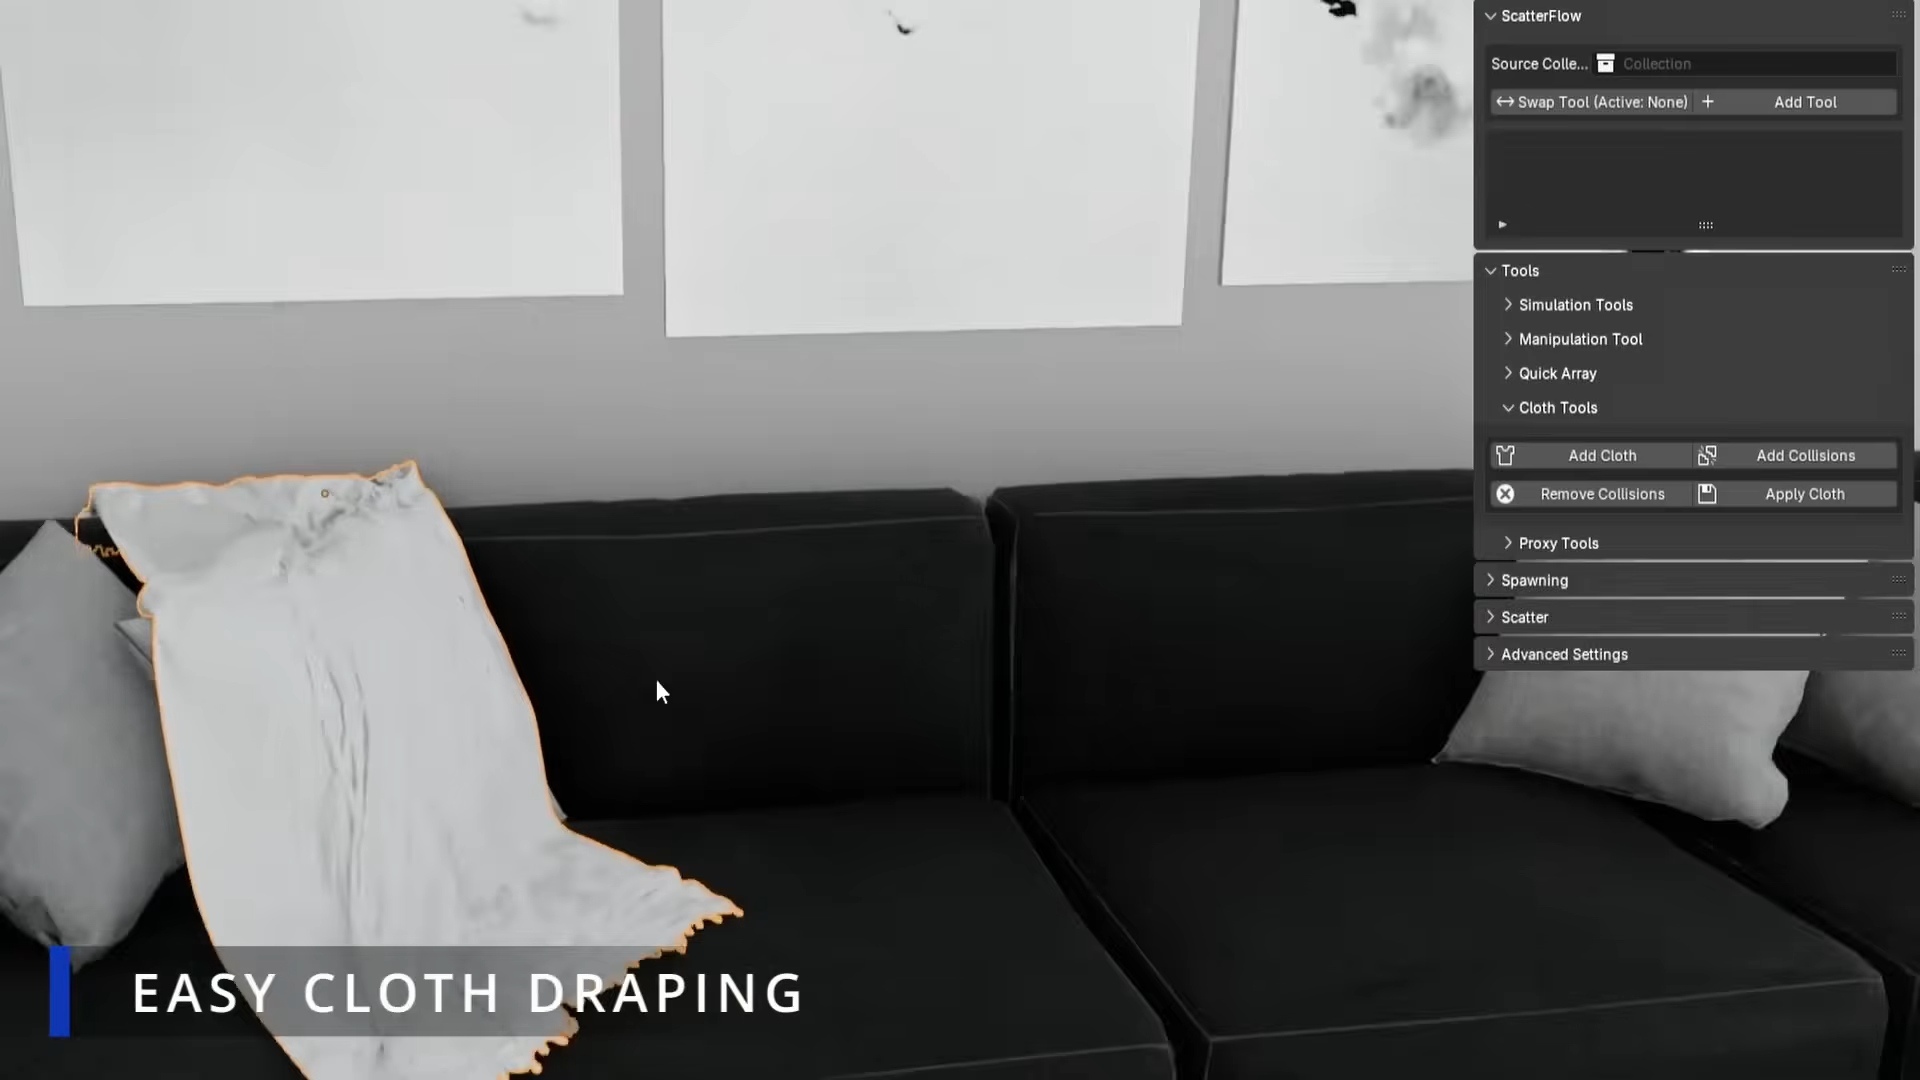 ScatterFlow
Source Colle... Collection
Swap Tool (Active: None) Add Tool
Tools
Simulation Tools
Manipulation Tool
Quick Array
Cloth Tools
Add Cloth Add Collisions
Remove Collisions Apply Cloth
Proxy Tools
Spawning
Scatter
Advanced Settings
EASY CLOTH DRAPING